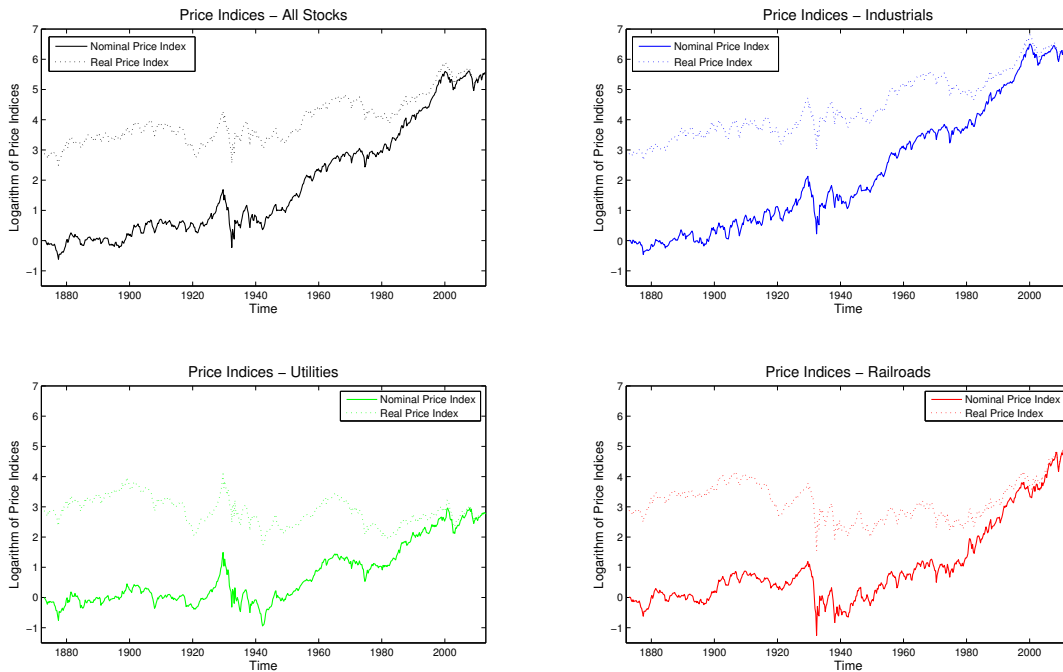 Price Indices – All Stocks
Nominal Price Index
Real Price Index
Logarithm of Price Indices
7
6
5
4
3
2
1
0
−1
1880 1900 1920 1940 1960 1980 2000
Time
Price Indices – Industrials
Nominal Price Index
Real Price Index
Logarithm of Price Indices
7
6
5
4
3
2
1
0
−1
1880 1900 1920 1940 1960 1980 2000
Time
Price Indices – Utilities
Nominal Price Index
Real Price Index
Logarithm of Price Indices
7
6
5
4
3
2
1
0
−1
1880 1900 1920 1940 1960 1980 2000
Time
Price Indices – Railroads
Nominal Price Index
Real Price Index
Logarithm of Price Indices
7
6
5
4
3
2
1
0
−1
1880 1900 1920 1940 1960 1980 2000
Time